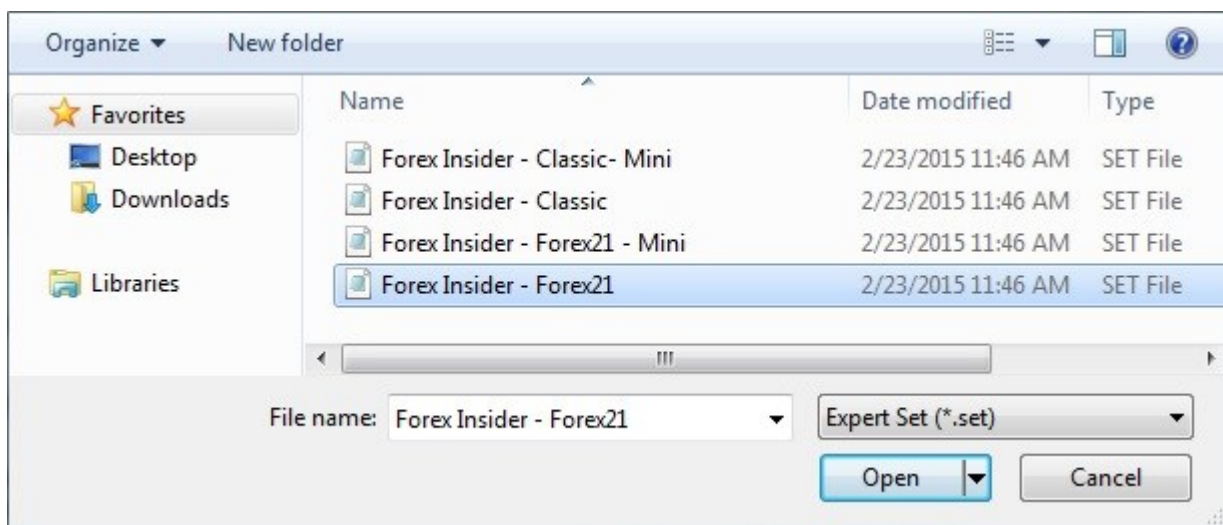 Organize New folder
Favorites
Desktop
Downloads
Libraries
Name Date modified Type
Forex Insider - Classic- Mini 2/23/2015 11:46 AM SET File
Forex Insider - Classic 2/23/2015 11:46 AM SET File
Forex Insider - Forex21 - Mini 2/23/2015 11:46 AM SET File
Forex Insider - Forex21 2/23/2015 11:46 AM SET File
File name: Forex Insider - Forex21 Expert Set (*.set)
Open Cancel